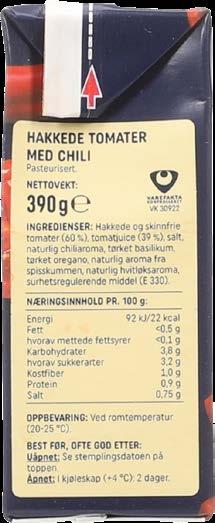 HAKKEDE TOMATER
MED CHILI
Pasteurisert.
NETTOVEKT:
390g℮
VAREFAKTA
KONTROLLERT
VK 30922
INGREDIENSER: Hakkede og skinnfrie
tomater (60 %), tomatjuice (39 %), salt,
naturlig chiliaroma, tørket basilikum,
tørket oregano, naturlig aroma fra
spisskummen, naturlig hvitløksaroma,
surhetsregulerende middel (E 330).
NÆRINGSINNHOLD PR. 100 g:
Energi 92 kJ/22 kcal
Fett <0,5 g
hvorav mettede fettsyrer <0,1 g
Karbohydrater 3,8 g
hvorav sukkerarter 3,2 g
Kostfiber 1,0 g
Protein 0,9 g
Salt 0,75 g
OPPBEVARING: Ved romtemperatur
(20-25 °C).
BEST FØR, OFTE GOD ETTER:
Uåpnet: Se stemplingsdatoen på
toppen.
Åpnet: I kjøleskap (+4 °C): 2 dager.